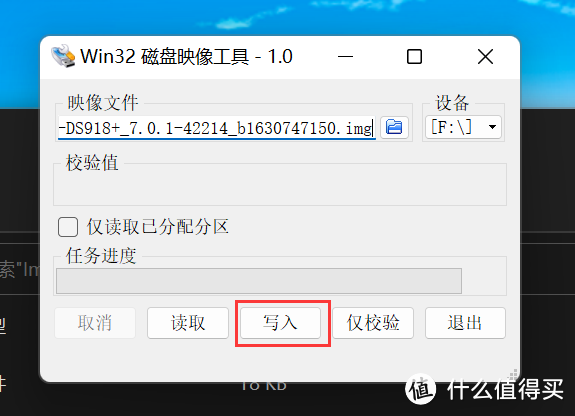 Win32 磁盘映像工具 - 1.0
映像文件
设备
-DS918+_7.0.1-42214_b1630747150.img
[F:\]
校验值
仅读取已分配分区
索"Im
任务进度
取消
读取
写入
仅校验
退出
型
件
18 KB
值 什么值得买